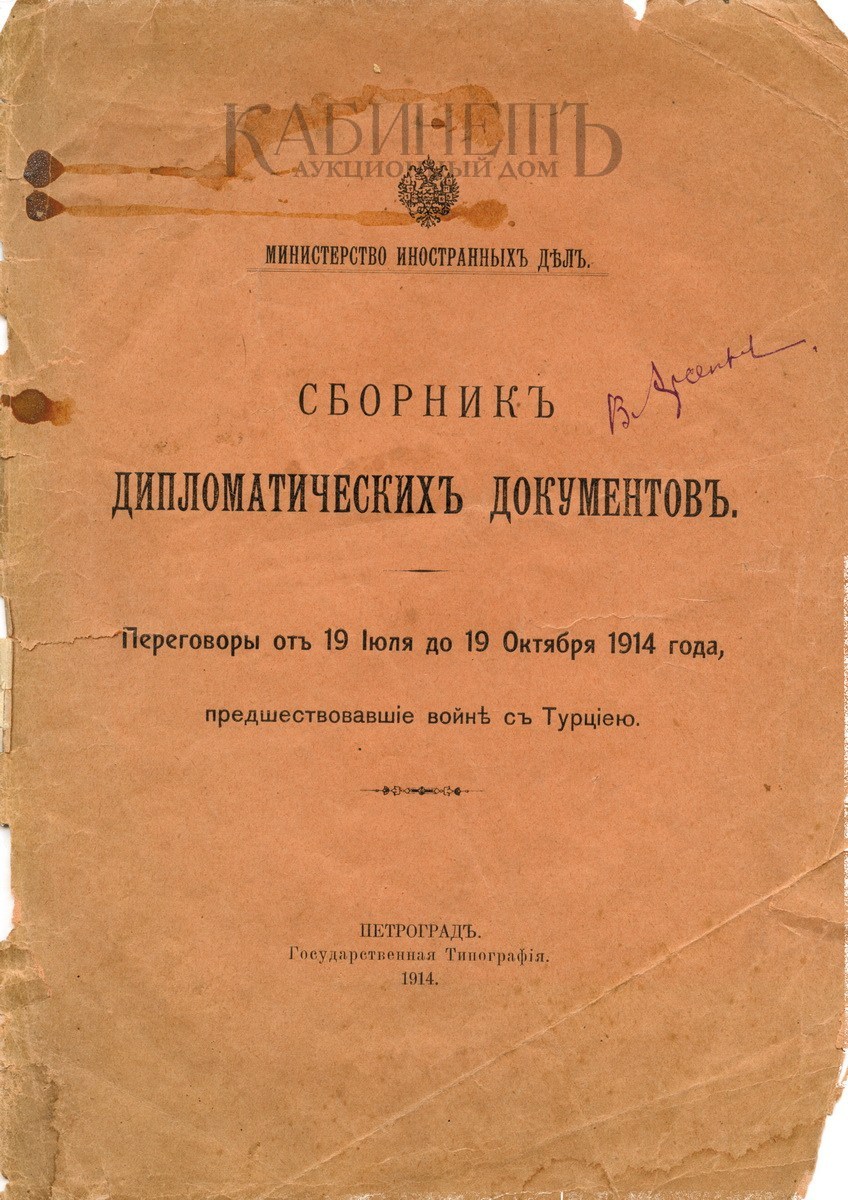 КАБИНЕТЪ
АУКЦИОННЫЙ ДОМ
МИНИСТЕРСТВО ИНОСТРАННЫХЪ ДѢЛЪ.
СБОРНИКЪ
ДИПЛОМАТИЧЕСКИХЪ ДОКУМЕНТОВЪ.
Переговоры отъ 19 Іюля до 19 Октября 1914 года,
предшествовавшіе войнѣ съ Турціею.
ПЕТРОГРАДЪ.
Государственная Типографія.
1914.